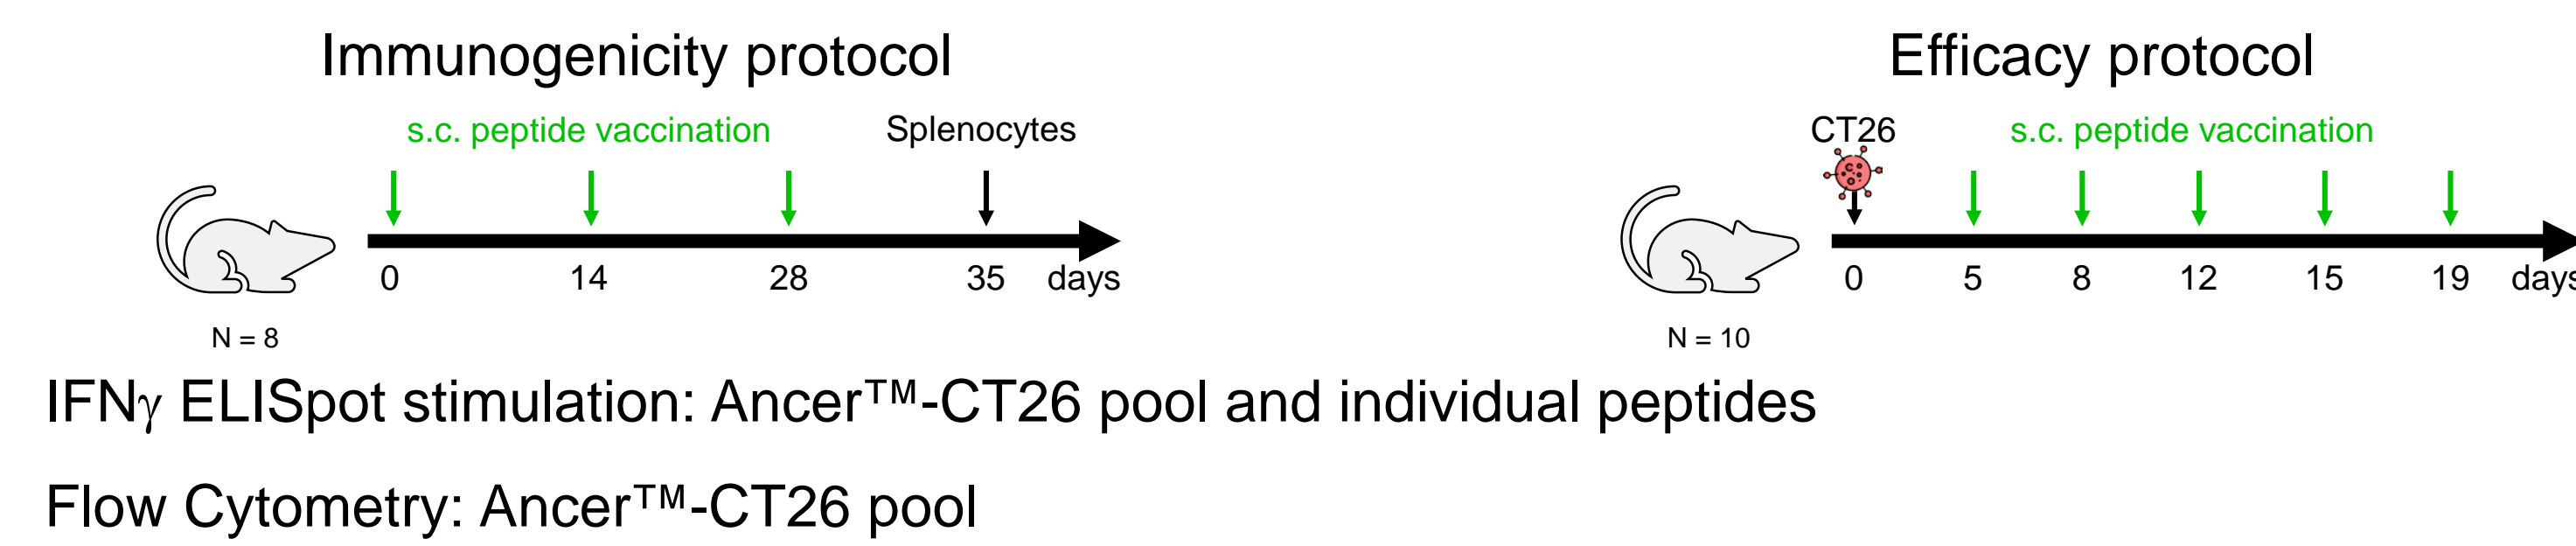 Immunogenicity protocol
s.c. peptide vaccination Splenocytes
0 14 28 35 days
N = 8
Efficacy protocol
CT26 s.c. peptide vaccination
0 5 8 12 15 19 days
N = 10
IFNγ ELISpot stimulation: Ancer™-CT26 pool and individual peptides
Flow Cytometry: Ancer™-CT26 pool